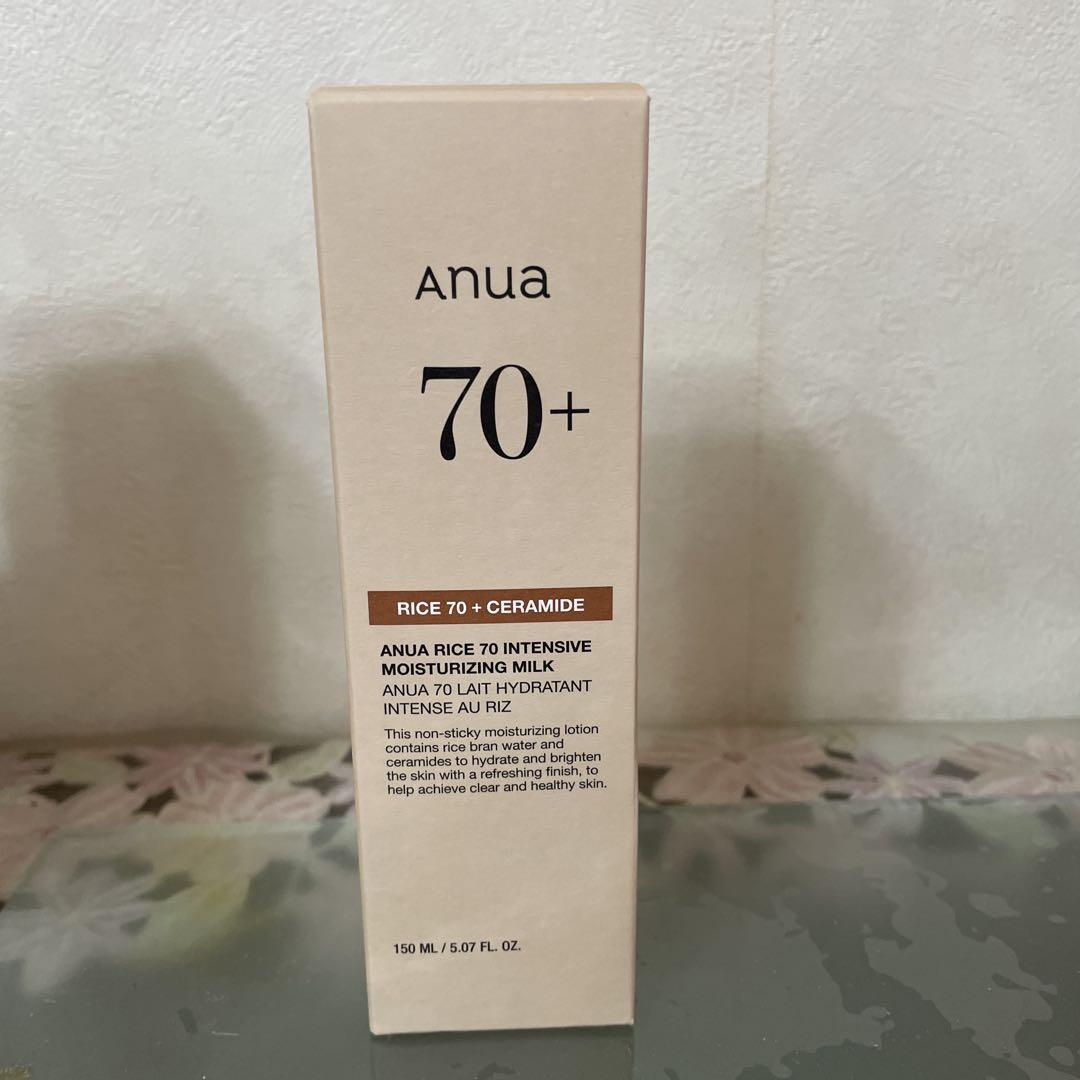 Anua
70+
RICE 70 + CERAMIDE
ANUA RICE 70 INTENSIVE
MOISTURIZING MILK
ANUA 70 LAIT HYDRATANT
INTENSE AU RIZ
This non-sticky moisturizing lotion
contains rice bran water and
ceramides to hydrate and brighten
the skin with a refreshing finish, to
help achieve clear and healthy skin.
150 ML / 5.07 FL. OZ.